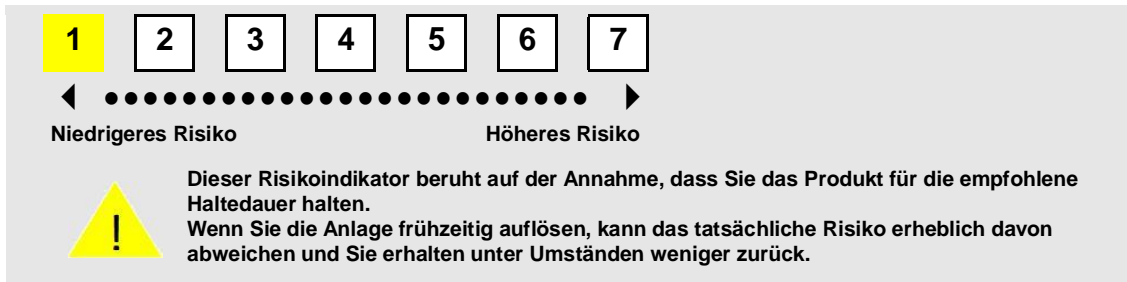 1 2 3 4 5 6 7
Niedrigeres Risiko Höheres Risiko
Dieser Risikoindikator beruht auf der Annahme, dass Sie das Produkt für die empfohlene
Haltedauer halten.
! Wenn Sie die Anlage frühzeitig auflösen, kann das tatsächliche Risiko erheblich davon
abweichen und Sie erhalten unter Umständen weniger zurück.